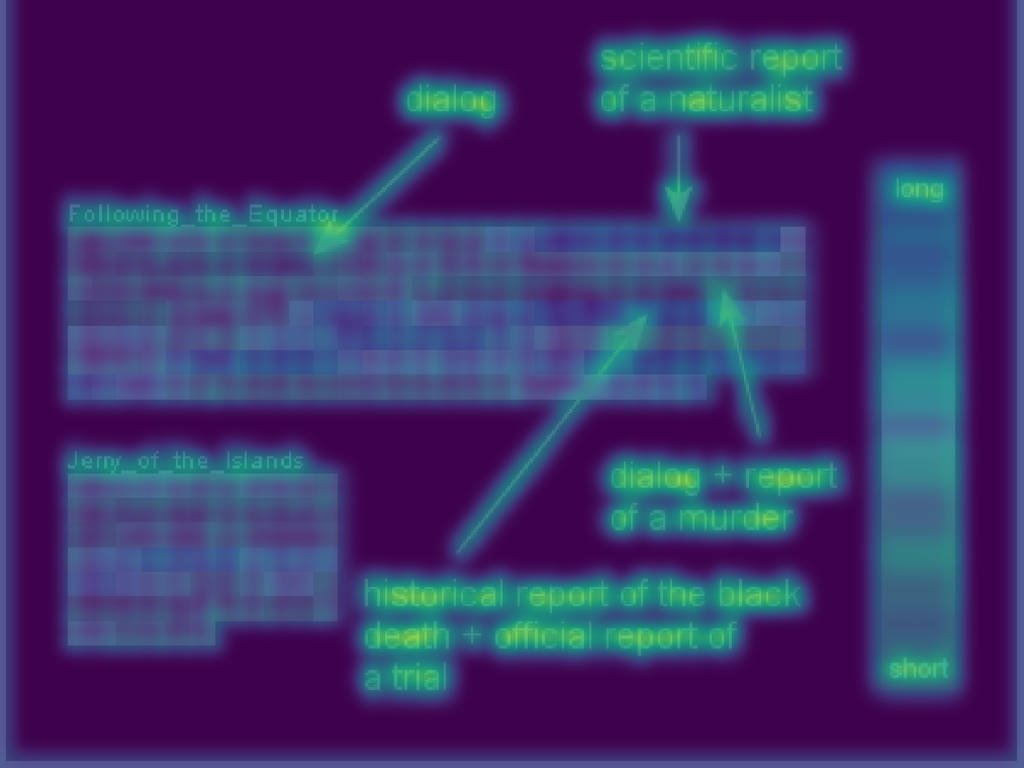 dialog
scientific report
of a naturalist
long
Following_the_Equator
Jerry_of_the_Islands
dialog + report
of a murder
historical report of the black
death + official report of
a trial
short